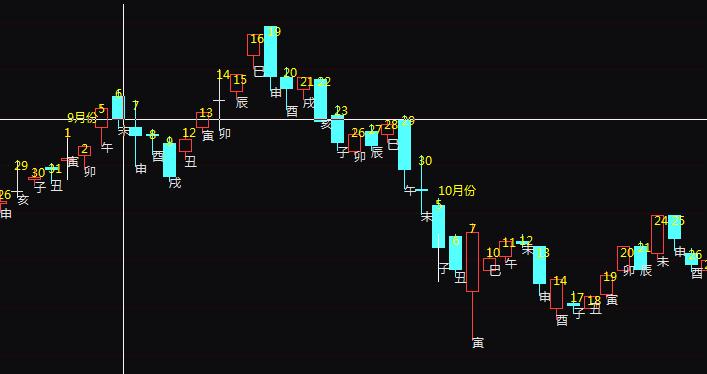 26
申
29
亥
30
子
31
丑
9月份
1
寅
2
卯
5
午
6
未
7
申
8
酉
9
戌
12
丑
13
寅
14
卯
15
辰
16
巳
19
申
20
酉
21
戌
22
亥
23
子
26
卯
27
辰
28
巳
29
午
30
未
10月份
5
子
6
丑
7
寅
10
巳
11
午
12
未
13
申
14
酉
17
子
18
丑
19
寅
20
卯
21
辰
24
未
25
申
26
酉